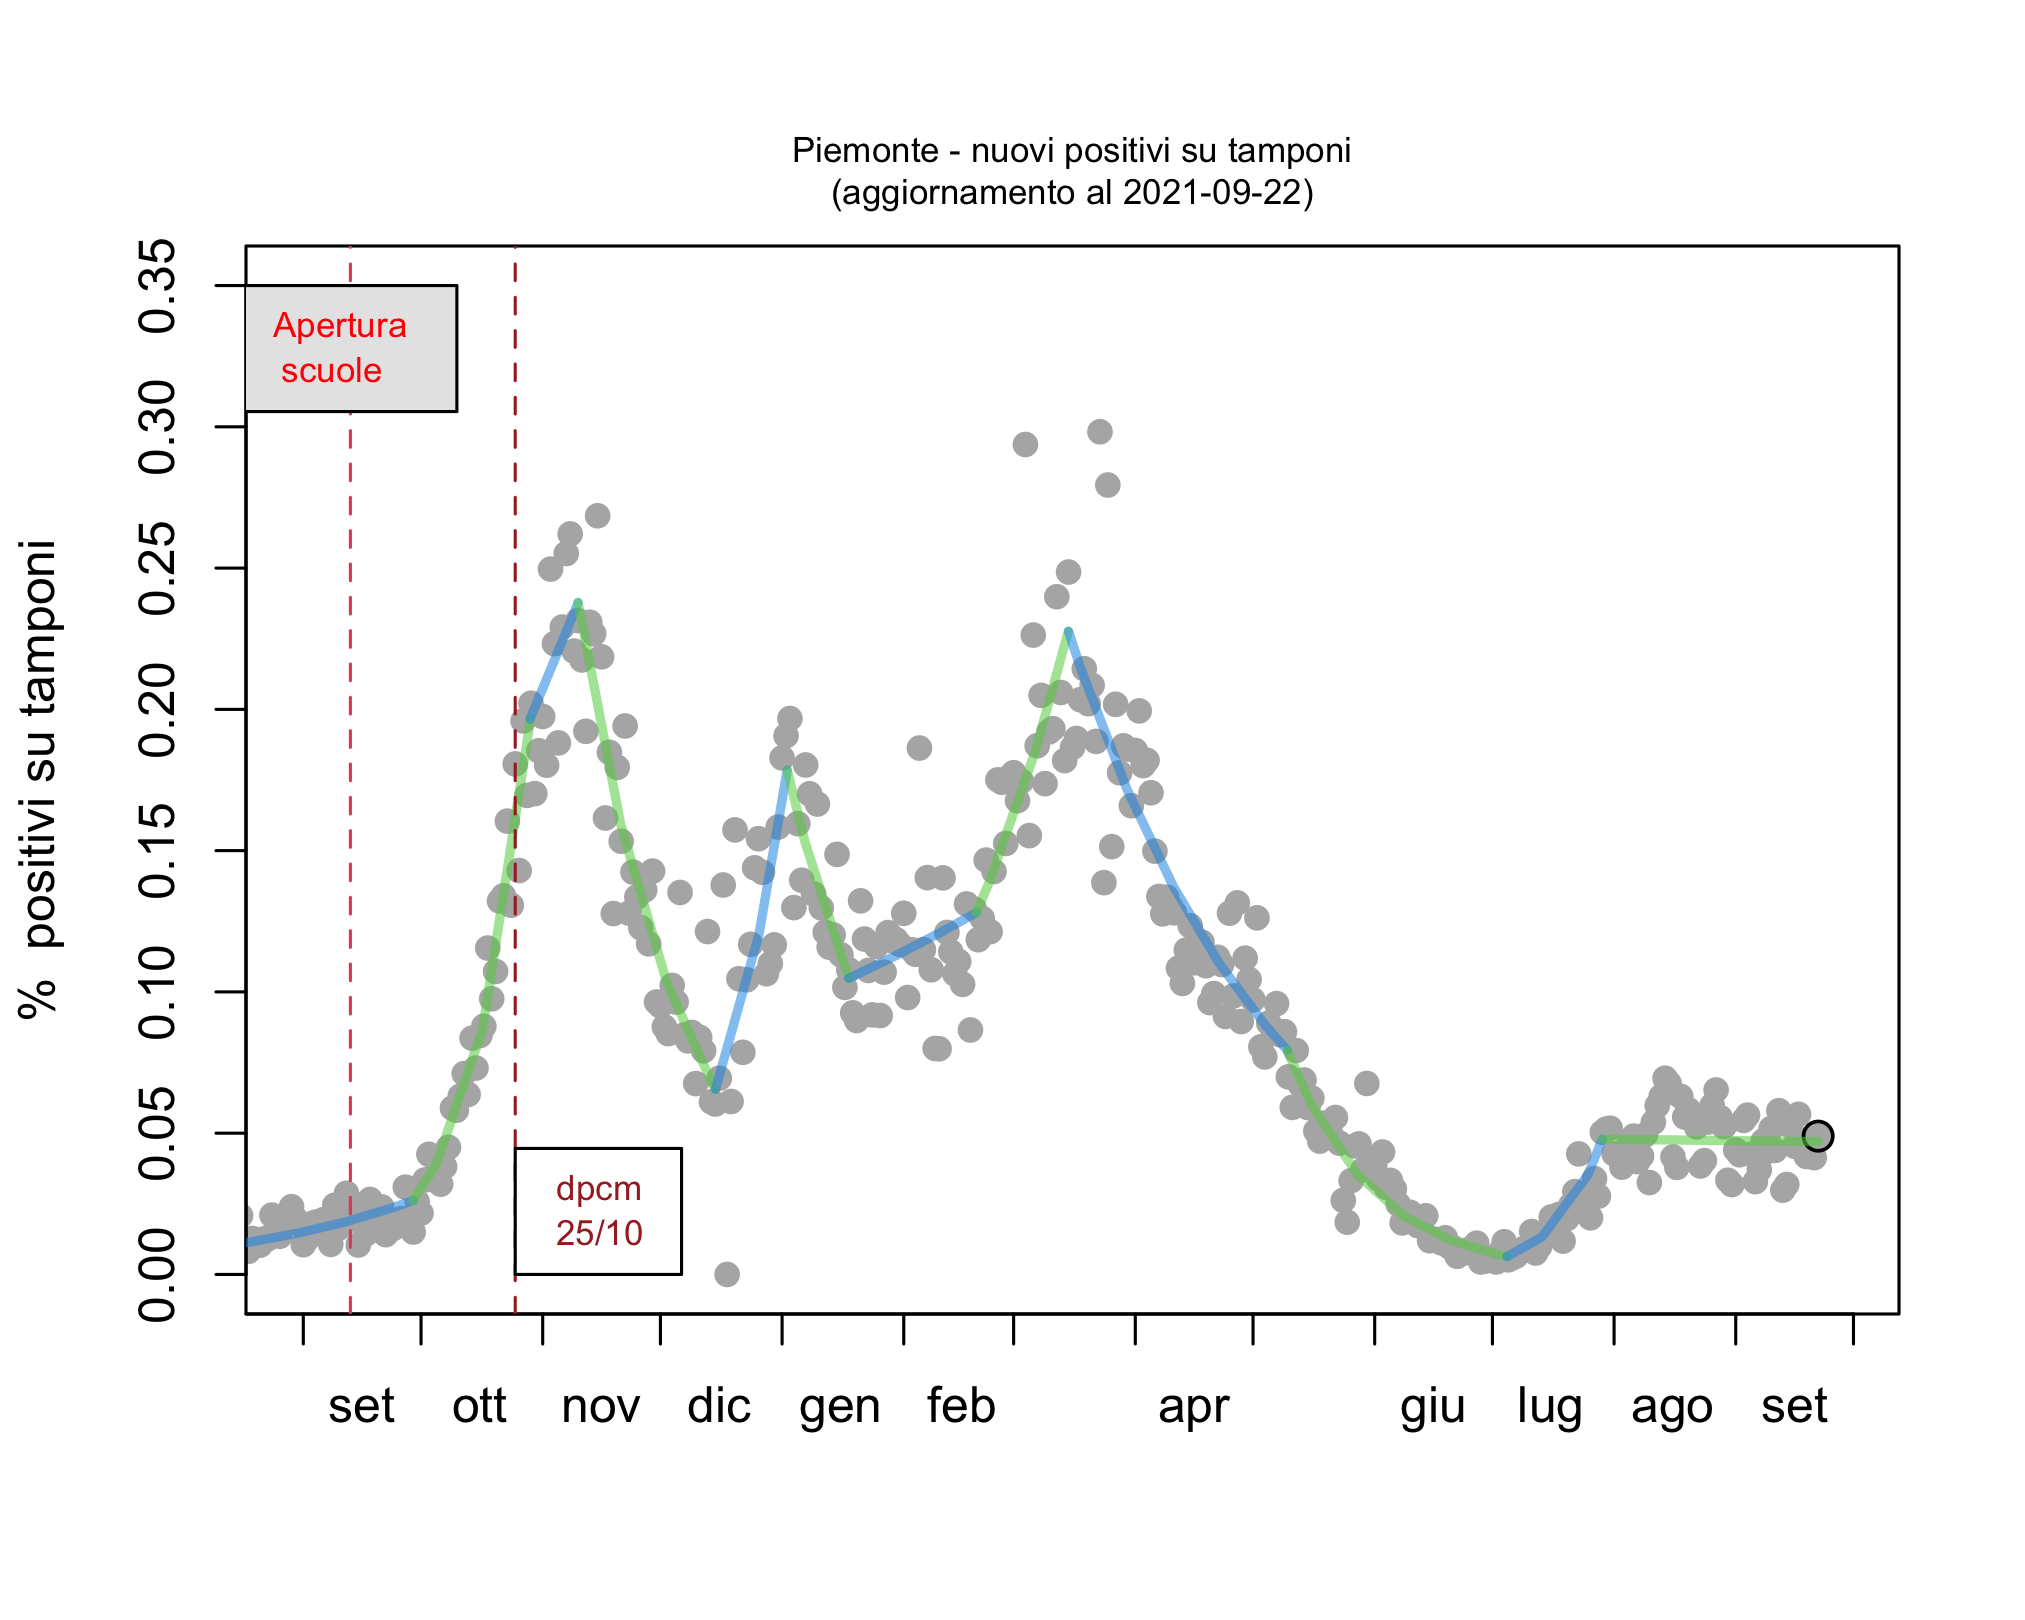 Piemonte - nuovi positivi su tamponi
(aggiornamento al 2021-09-22)
% positivi su tamponi
0.35
0.30
0.25
0.20
0.15
0.10
0.05
0.00
Apertura
scuole
dpcm
25/10
set ott nov dic gen feb apr giu lug ago set